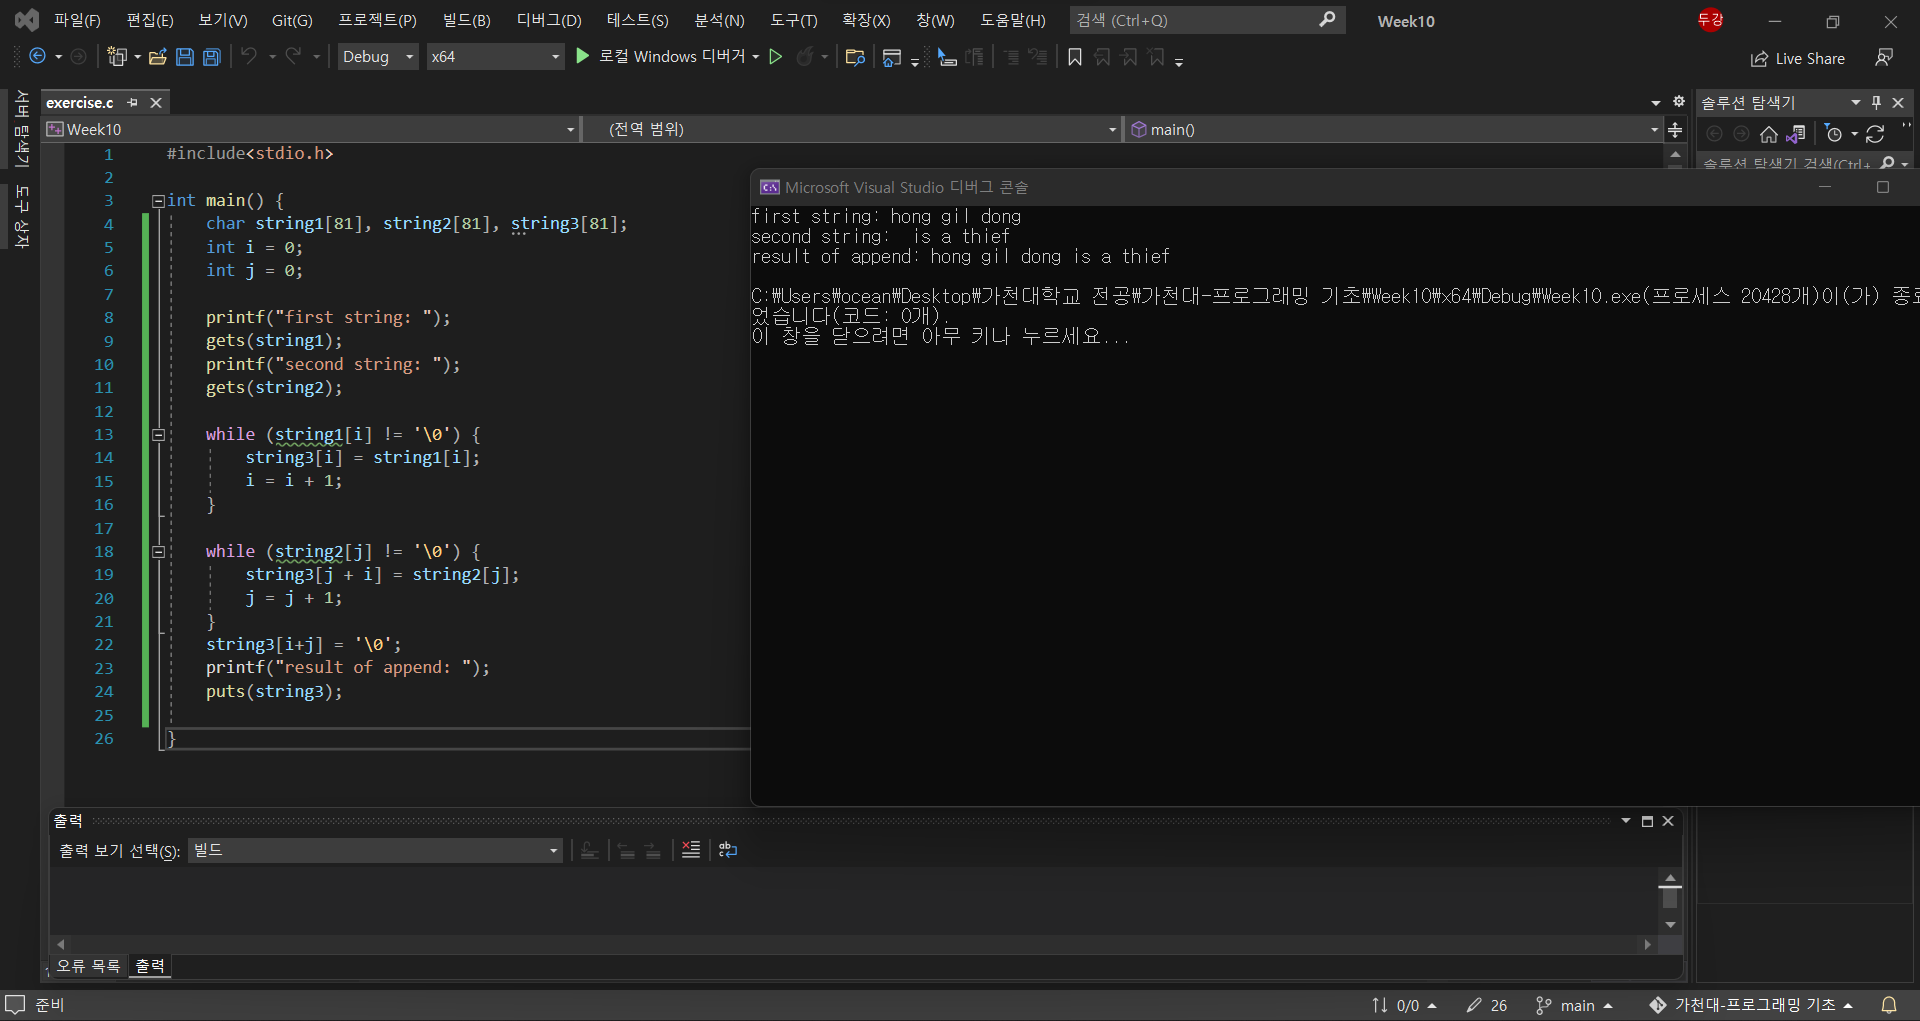 파일(F) 편집(E) 보기(V) Git(G) 프로젝트(P) 빌드(B) 디버그(D) 테스트(S) 분석(N) 도구(T) 확장(X) 창(W) 도움말(H) 검색 (Ctrl+Q) Week10 두강
Debug x64 로컬 Windows 디버거 Live Share
서버 탐색기
도구 상자
exercise.c
솔루션 탐색기
Week10 (전역 범위) main()
솔루션 탐색기 검색(Ctrl+
1 #include<stdio.h>
2
3 int main() {
4 char string1[81], string2[81], string3[81];
5 int i = 0;
6 int j = 0;
7
8 printf("first string: ");
9 gets(string1);
10 printf("second string: ");
11 gets(string2);
12
13 while (string1[i] != '\0') {
14 string3[i] = string1[i];
15 i = i + 1;
16 }
17
18 while (string2[j] != '\0') {
19 string3[j + i] = string2[j];
20 j = j + 1;
21 }
22 string3[i+j] = '\0';
23 printf("result of append: ");
24 puts(string3);
25
26 }
Microsoft Visual Studio 디버그 콘솔
first string: hong gil dong
second string:  is a thief
result of append: hong gil dong is a thief
C:₩Users₩ocean₩Desktop₩가천대학교 전공₩가천대-프로그래밍 기초₩Week10₩x64₩Debug₩Week10.exe(프로세스 20428개)이(가) 종료
었습니다(코드: 0개).
이 창을 닫으려면 아무 키나 누르세요...
출력
출력 보기 선택(S): 빌드
오류 목록 출력
준비 0/0 26 main 가천대-프로그래밍 기초